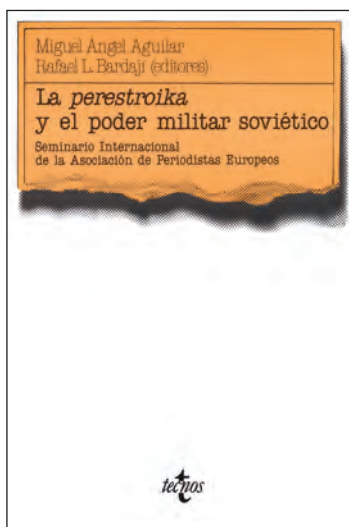 Miguel Angel Aguilar
Rafael L. Bardají (editores)
La perestroika
y el poder militar soviético
Seminario Internacional
de la Asociación de Periodistas Europeos
tecnos